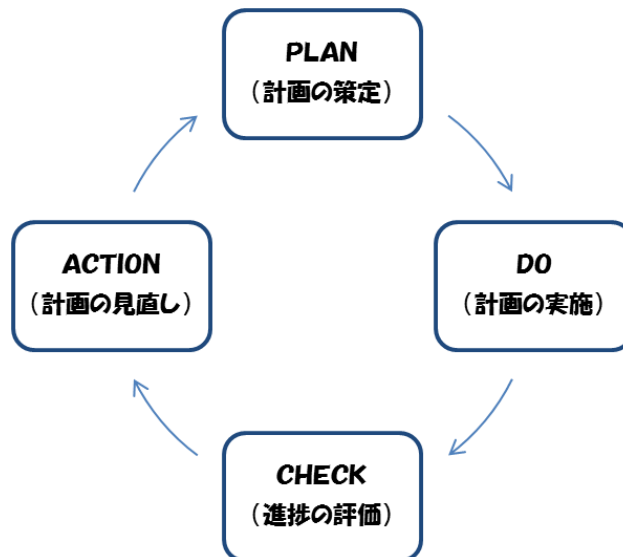 PLAN
（計画の策定）
DO
（計画の実施）
CHECK
（進捗の評価）
ACTION
（計画の見直し）